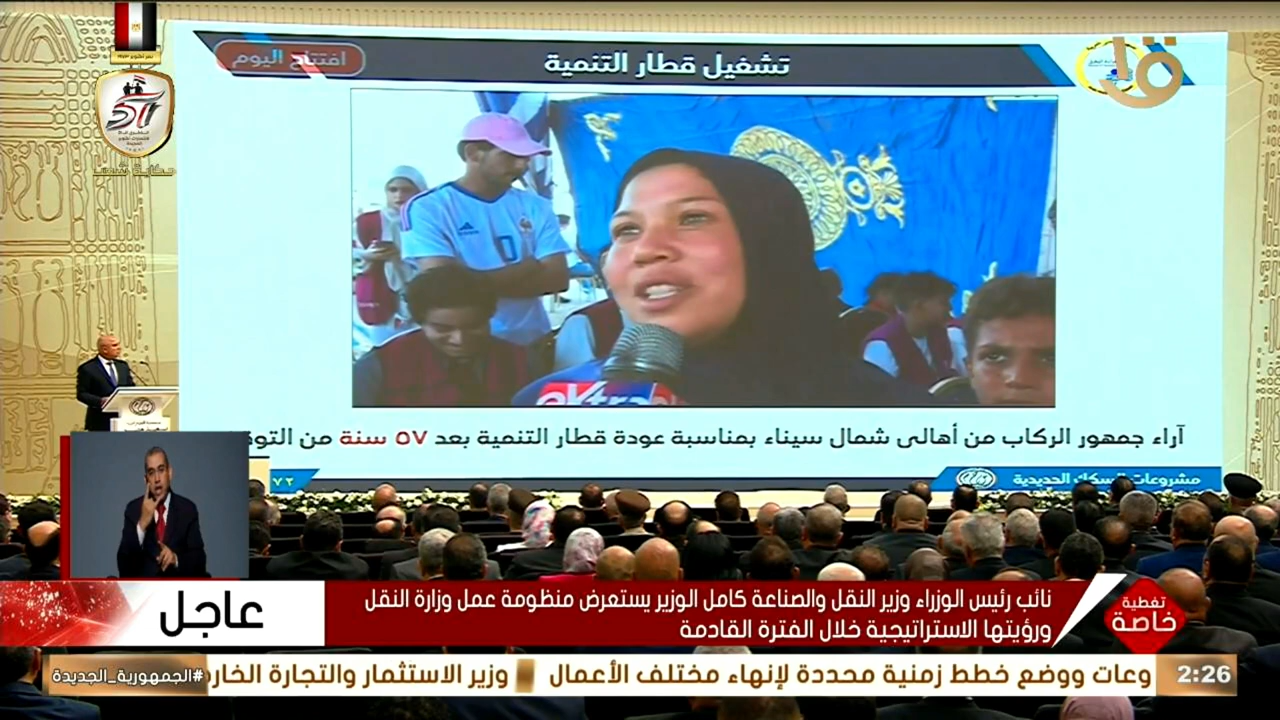 تشغيل قطار التنمية
افتتاح اليوم
extra
آراء جمهور الركاب من أهالى شمال سيناء بمناسبة عودة قطار التنمية بعد ٥٧ سنة من
٧٢
الحديدية
تغطية
خاصة
نائب رئيس الوزراء وزير النقل والصناعة كامل الوزير يستعرض منظومة عمل وزارة النقل
ورؤيتها الاستراتيجية خلال الفترة القادمة
عاجل
2:26
وعات ووضع خطط زمنية محددة لإنهاء مختلف الأعمال
وزير الاستثمار والتجارة الخار
#الجمهورية_الجديدة